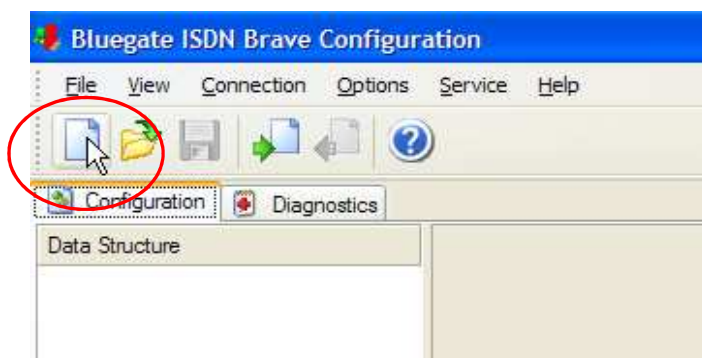 Bluegate ISDN Brave Configuration
File View Connection Options Service Help
Configuration Diagnostics
Data Structure